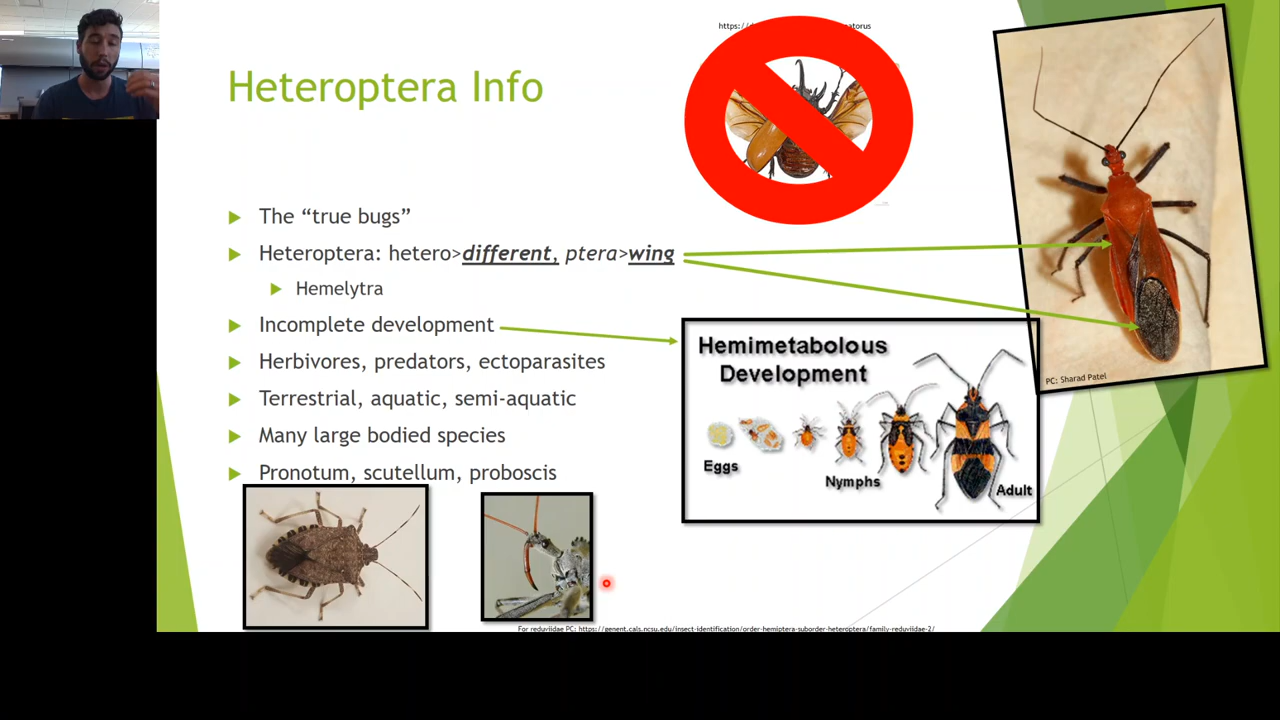 https://d
atorus
Heteroptera Info
The “true bugs”
Heteroptera: hetero>different, ptera>wing
Hemelytra
Incomplete development
Herbivores, predators, ectoparasites
Terrestrial, aquatic, semi-aquatic
Many large bodied species
Pronotum, scutellum, proboscis
PC: Sharad Patel
Hemimetabolous
Development
Eggs
Nymphs
Adult
For reduviidae PC: https://genent.cals.ncsu.edu/insect-identification/order-hemiptera-suborder-heteroptera/family-reduviidae-2/